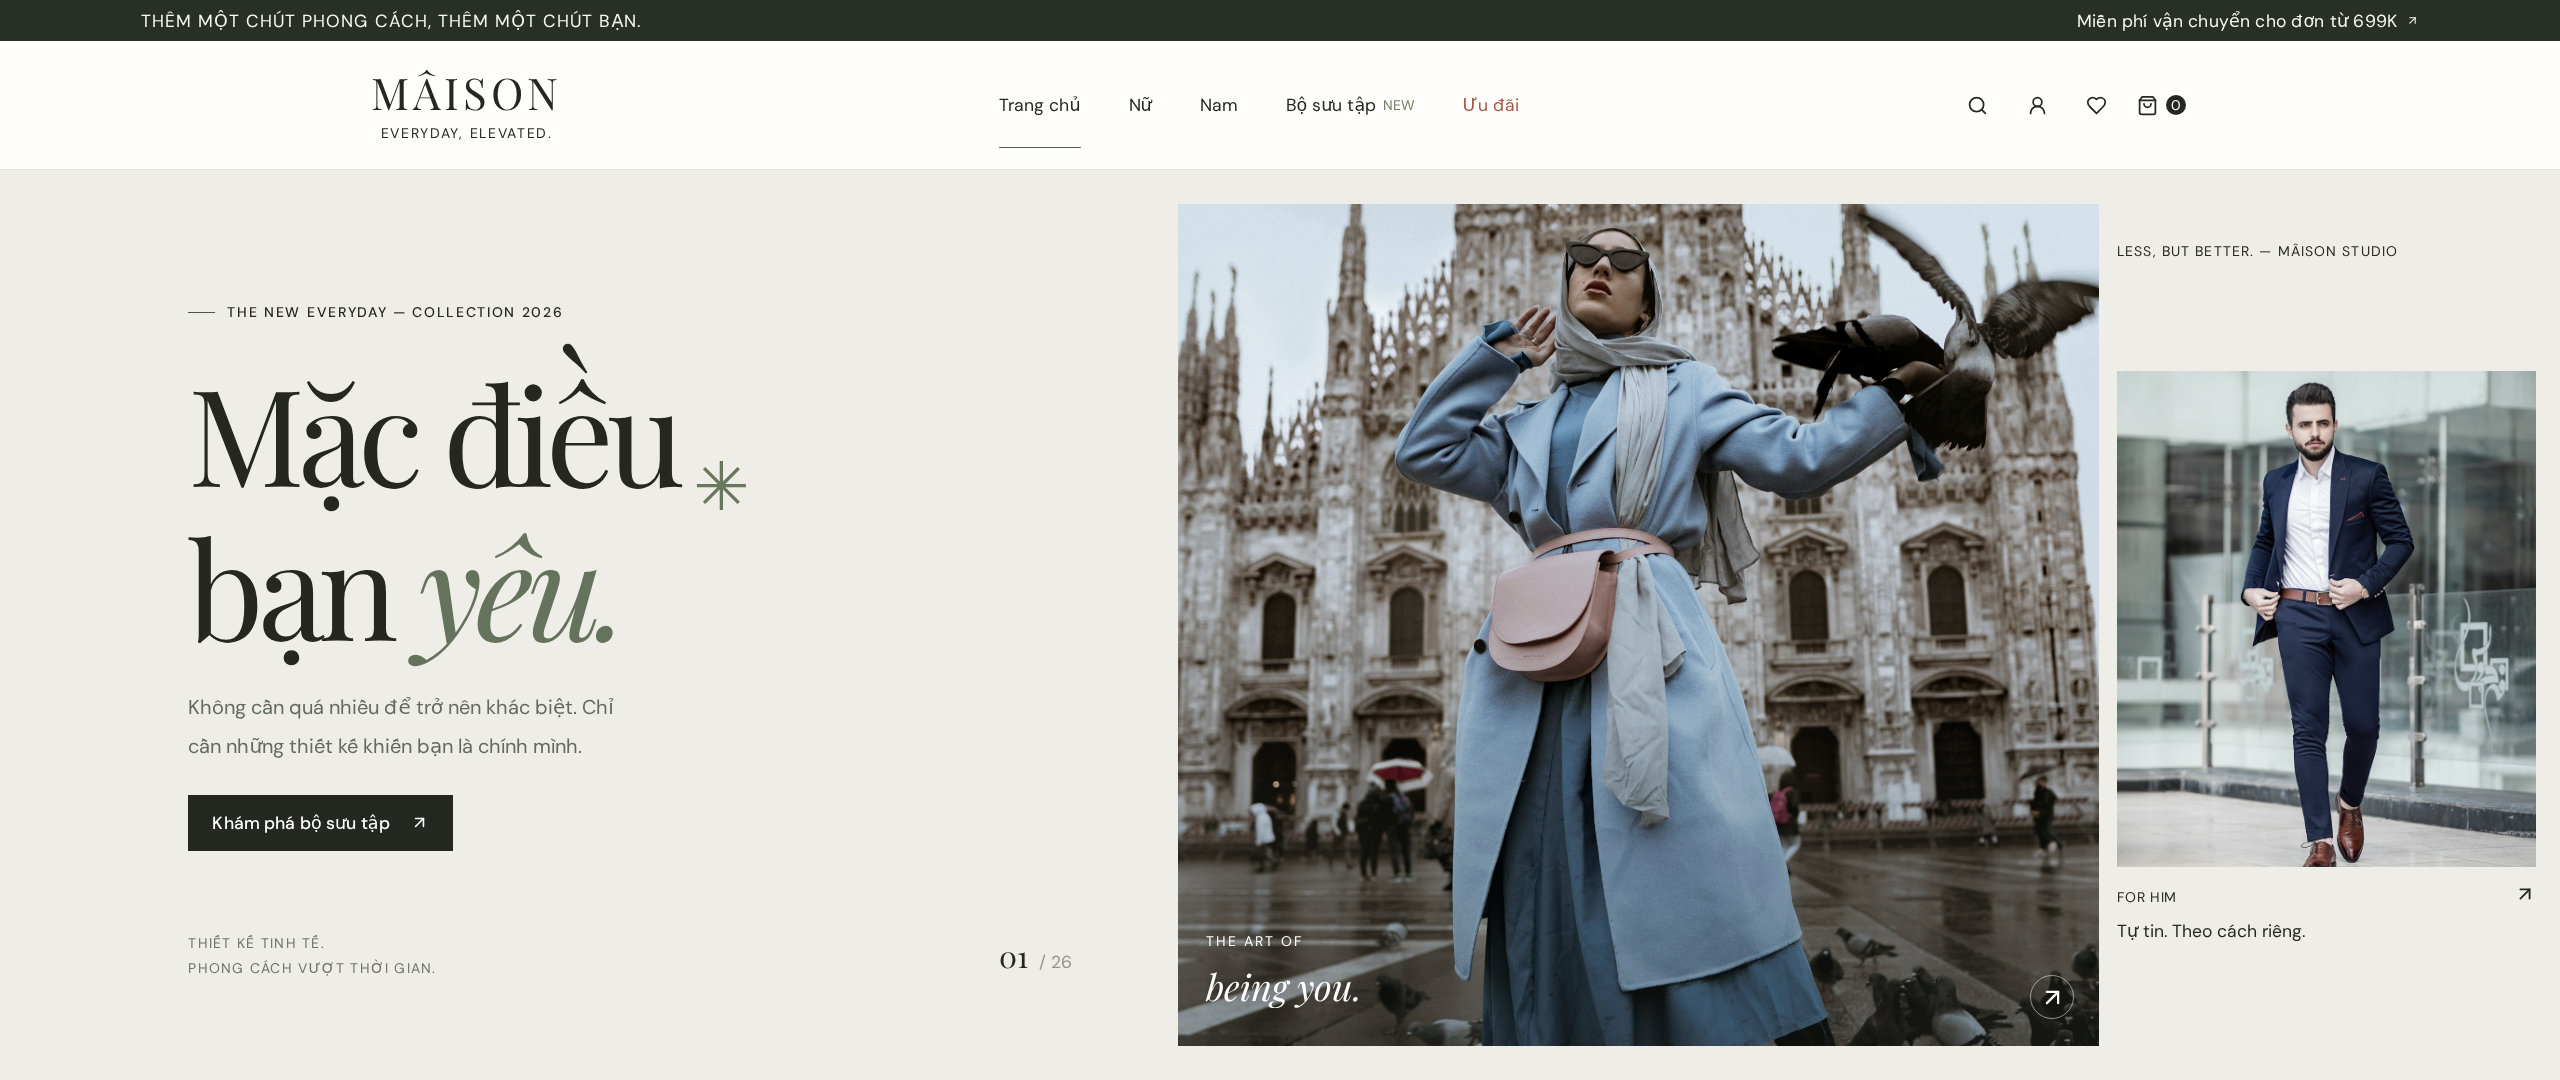 THÊM MỘT CHÚT PHONG CÁCH, THÊM MỘT CHÚT BẠN.
Miễn phí vận chuyển cho đơn từ 699K
MÂISON
EVERYDAY, ELEVATED.
Trang chủ
Nữ
Nam
Bộ sưu tập NEW
Ưu đãi
0
THE NEW EVERYDAY — COLLECTION 2026
Mặc điều
bạn yêu.
Không cần quá nhiều để trở nên khác biệt. Chỉ
cần những thiết kế khiến bạn là chính mình.
Khám phá bộ sưu tập
THIẾT KẾ TINH TẾ.
PHONG CÁCH VƯỢT THỜI GIAN.
01 / 26
THE ART OF
being you.
LESS, BUT BETTER. — MÂISON STUDIO
FOR HIM
Tự tin. Theo cách riêng.